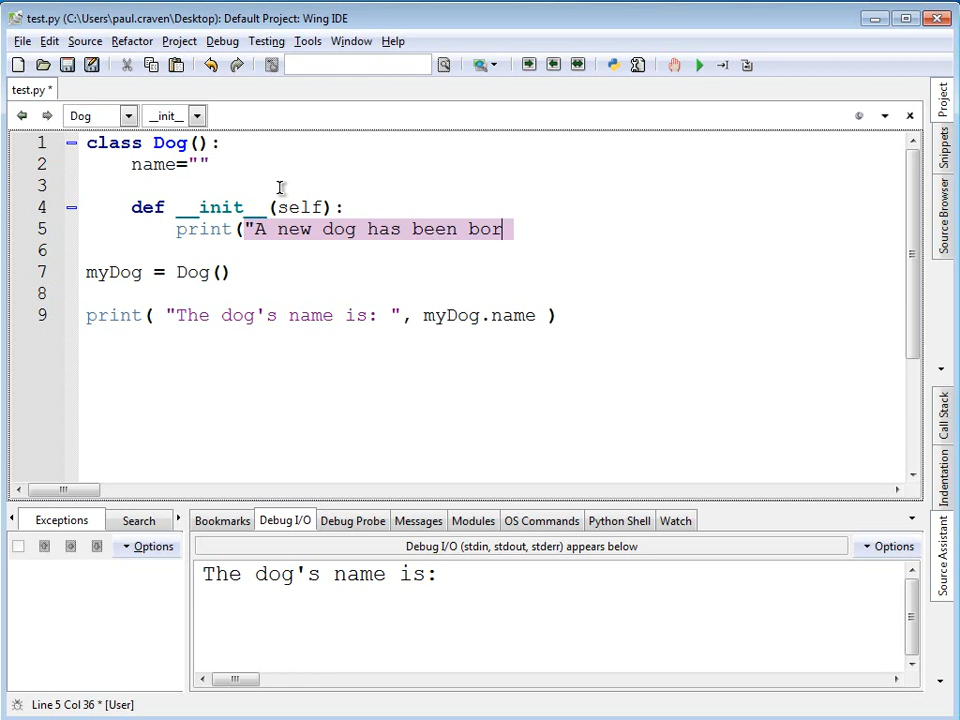 test.py (C:\Users\paul.craven\Desktop): Default Project: Wing IDE
File Edit Source Refactor Project Debug Testing Tools Window Help
test.py *
Dog __init__
1 class Dog():
2 name=""
3
4 def __init__(self):
5 print("A new dog has been bor
6
7 myDog = Dog()
8
9 print( "The dog's name is: ", myDog.name )
Project
Snippets
Source Browser
Call Stack
Indentation
Source Assistant
Exceptions Search
Options
Bookmarks Debug I/O Debug Probe Messages Modules OS Commands Python Shell Watch
Debug I/O (stdin, stdout, stderr) appears below
Options
The dog's name is:
Line 5 Col 36 * [User]